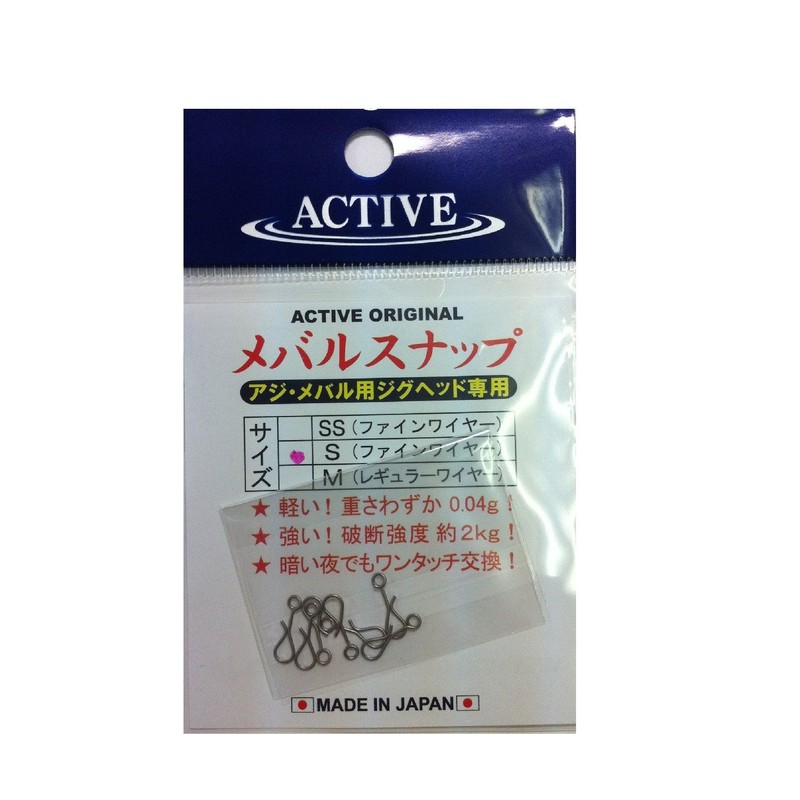 ACTIVE
ACTIVE ORIGINAL
メバルスナップ
アジ・メバル用ジグヘッド専用
サイズ
SS(ファインワイヤー)
S(ファインワイヤー)
M(レギュラーワイヤー)
★軽い!重さわずか 0.04g!
★強い!破断強度 約2kg!
★暗い夜でもワンタッチ交換!
MADE IN JAPAN